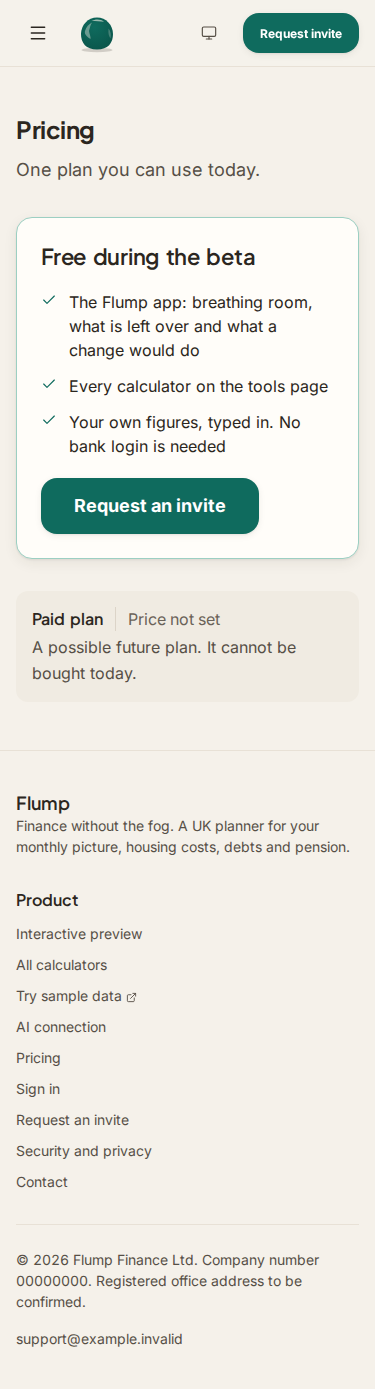 Request invite
Pricing
One plan you can use today.
Free during the beta
The Flump app: breathing room,
what is left over and what a
change would do
Every calculator on the tools page
Your own figures, typed in. No
bank login is needed
Request an invite
Paid plan
Price not set
A possible future plan. It cannot be
bought today.
Flump
Finance without the fog. A UK planner for your
monthly picture, housing costs, debts and pension.
Product
Interactive preview
All calculators
Try sample data
AI connection
Pricing
Sign in
Request an invite
Security and privacy
Contact
© 2026 Flump Finance Ltd. Company number
00000000. Registered office address to be
confirmed.
support@example.invalid